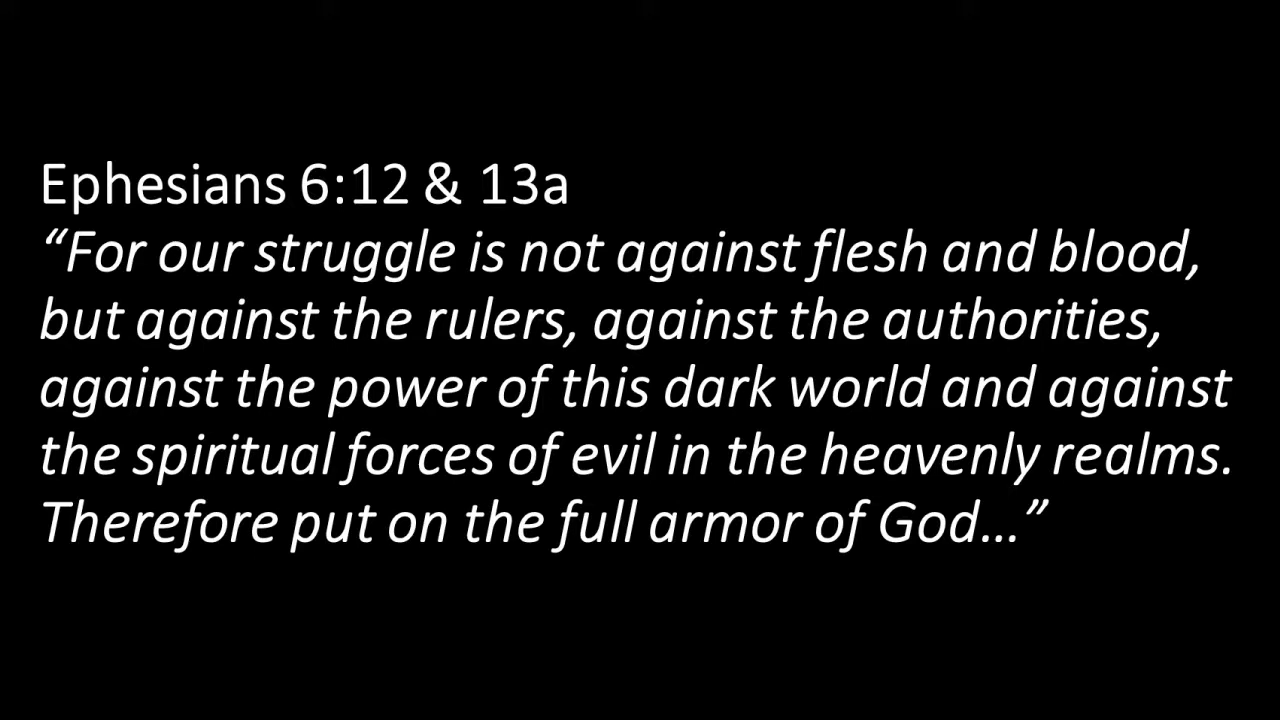 Ephesians 6:12 & 13a
“For our struggle is not against flesh and blood,
but against the rulers, against the authorities,
against the power of this dark world and against
the spiritual forces of evil in the heavenly realms.
Therefore put on the full armor of God…”